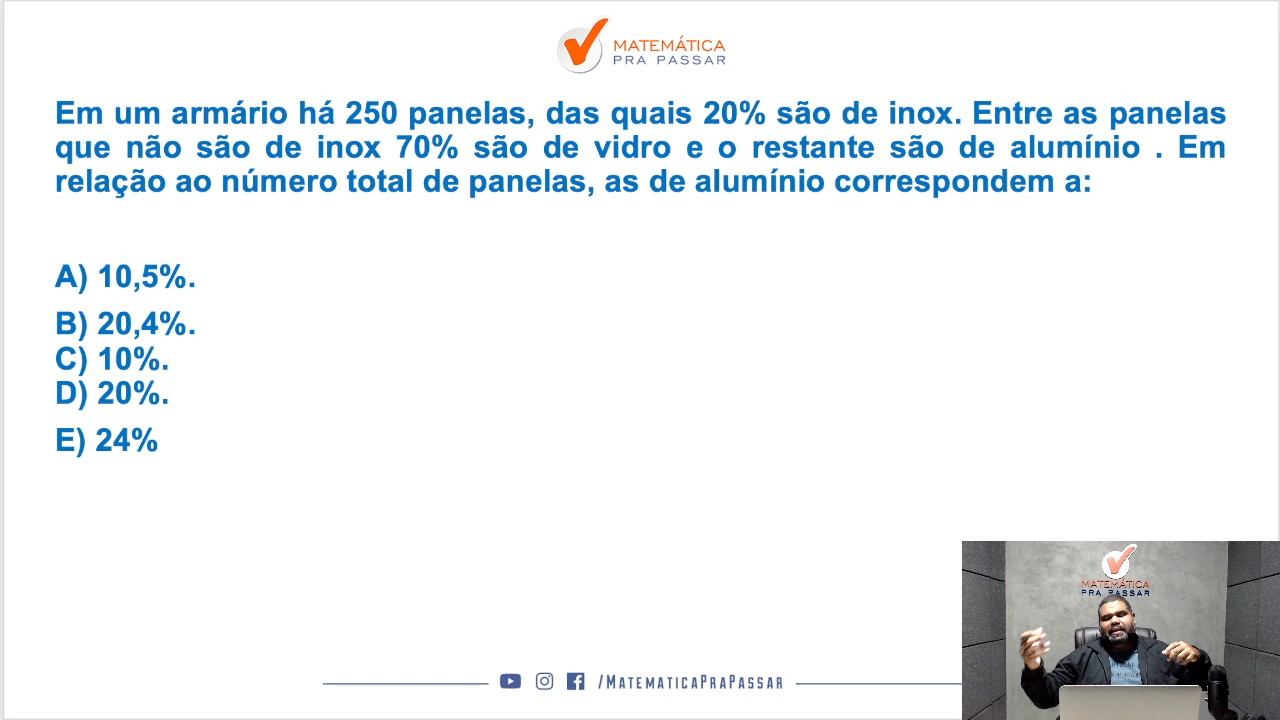 MATEMÁTICA
PRA PASSAR
Em um armário há 250 panelas, das quais 20% são de inox. Entre as panelas
que não são de inox 70% são de vidro e o restante são de alumínio . Em
relação ao número total de panelas, as de alumínio correspondem a:
A) 10,5%.
B) 20,4%.
C) 10%.
D) 20%.
E) 24%
MATEMÁTICA
PRA PASSAR
/MATEMATICAPRAPASSAR